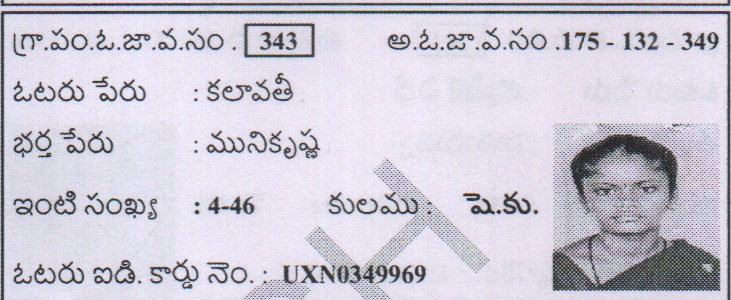 గ్రా.పం.ఓ.జా.వ.సం. 343 అ.ఓ.జా.వ.సం.175 - 132 - 349
ఓటరు పేరు : కలావతీ
భర్త పేరు : మునికృష్ణ
ఇంటి సంఖ్య : 4-46 కులము : షె.కు.
ఓటరు ఐడి. కార్డు నెం. : UXN0349969